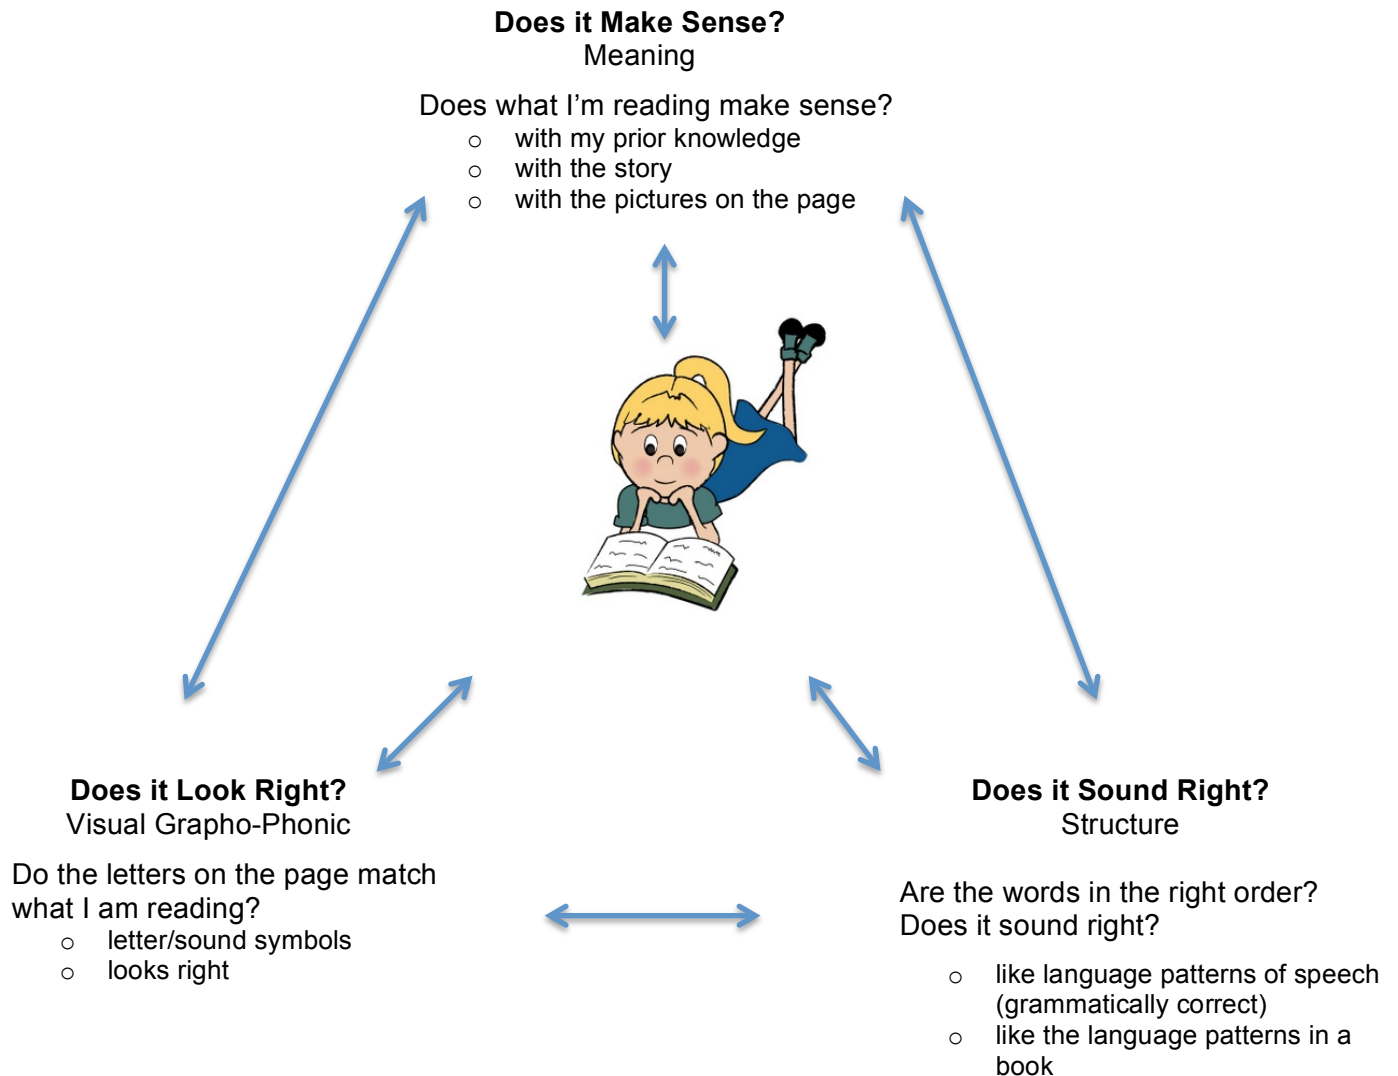 Does it Make Sense?
Meaning
Does what I’m reading make sense?
o with my prior knowledge
o with the story
o with the pictures on the page
Does it Look Right?
Visual Grapho-Phonic
Do the letters on the page match
what I am reading?
o letter/sound symbols
o looks right
Does it Sound Right?
Structure
Are the words in the right order?
Does it sound right?
o like language patterns of speech
(grammatically correct)
o like the language patterns in a
book